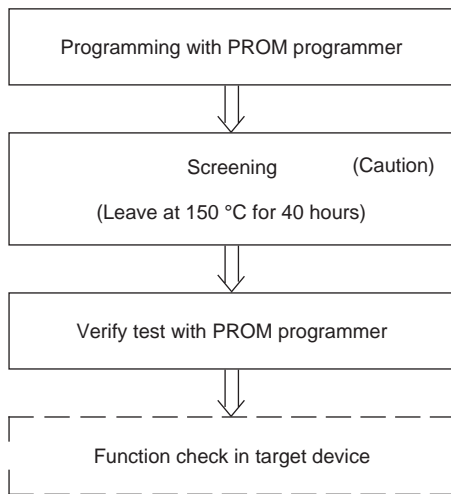 Programming with PROM programmer
Screening (Caution)
(Leave at 150 °C for 40 hours)
Verify test with PROM programmer
Function check in target device